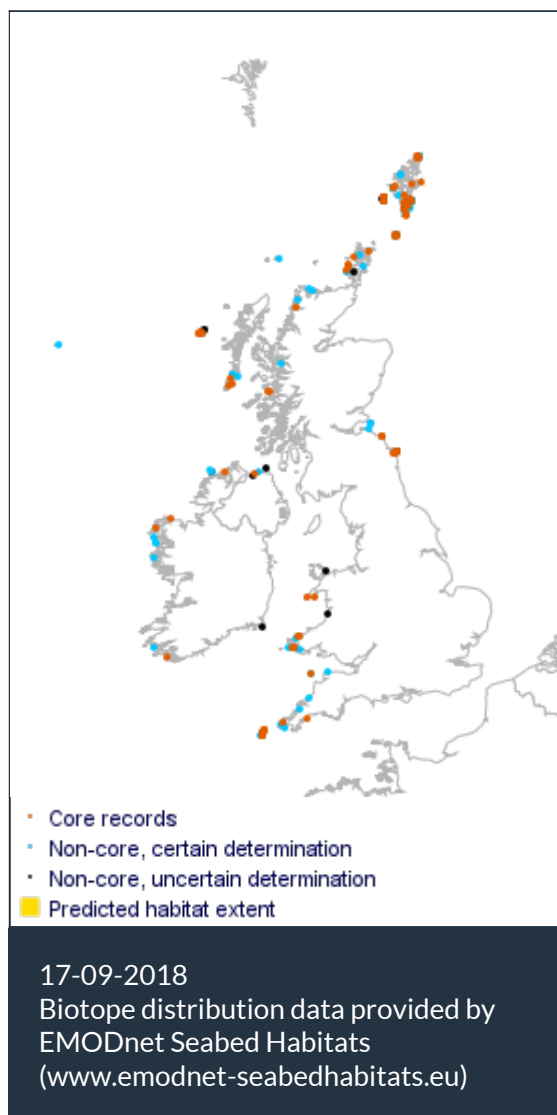 Core records
Non-core, certain determination
Non-core, uncertain determination
Predicted habitat extent
17-09-2018
Biotope distribution data provided by
EMODnet Seabed Habitats
(www.emodnet-seabedhabitats.eu)